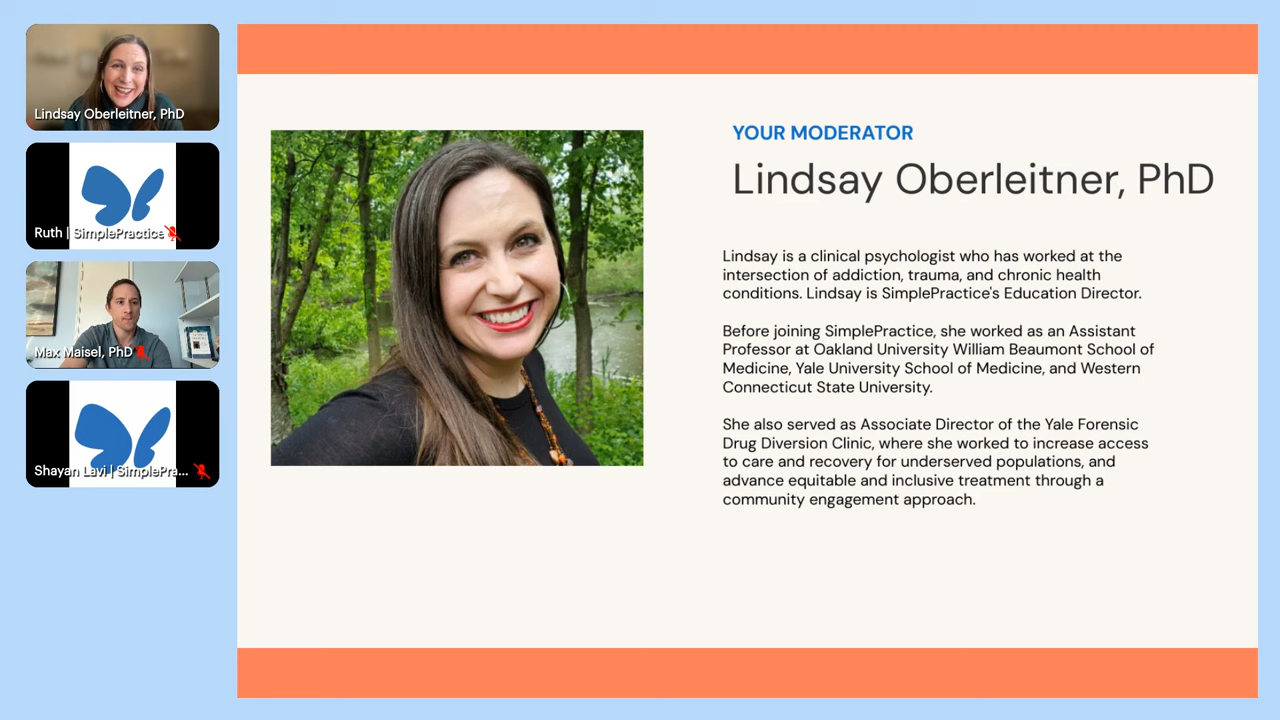 Lindsay Oberleitner, PhD
Ruth | SimplePractice
Max Maisel, PhD
Shayan Lavi | SimplePra...
YOUR MODERATOR
Lindsay Oberleitner, PhD
Lindsay is a clinical psychologist who has worked at the
intersection of addiction, trauma, and chronic health
conditions. Lindsay is SimplePractice's Education Director.
Before joining SimplePractice, she worked as an Assistant
Professor at Oakland University William Beaumont School of
Medicine, Yale University School of Medicine, and Western
Connecticut State University.
She also served as Associate Director of the Yale Forensic
Drug Diversion Clinic, where she worked to increase access
to care and recovery for underserved populations, and
advance equitable and inclusive treatment through a
community engagement approach.